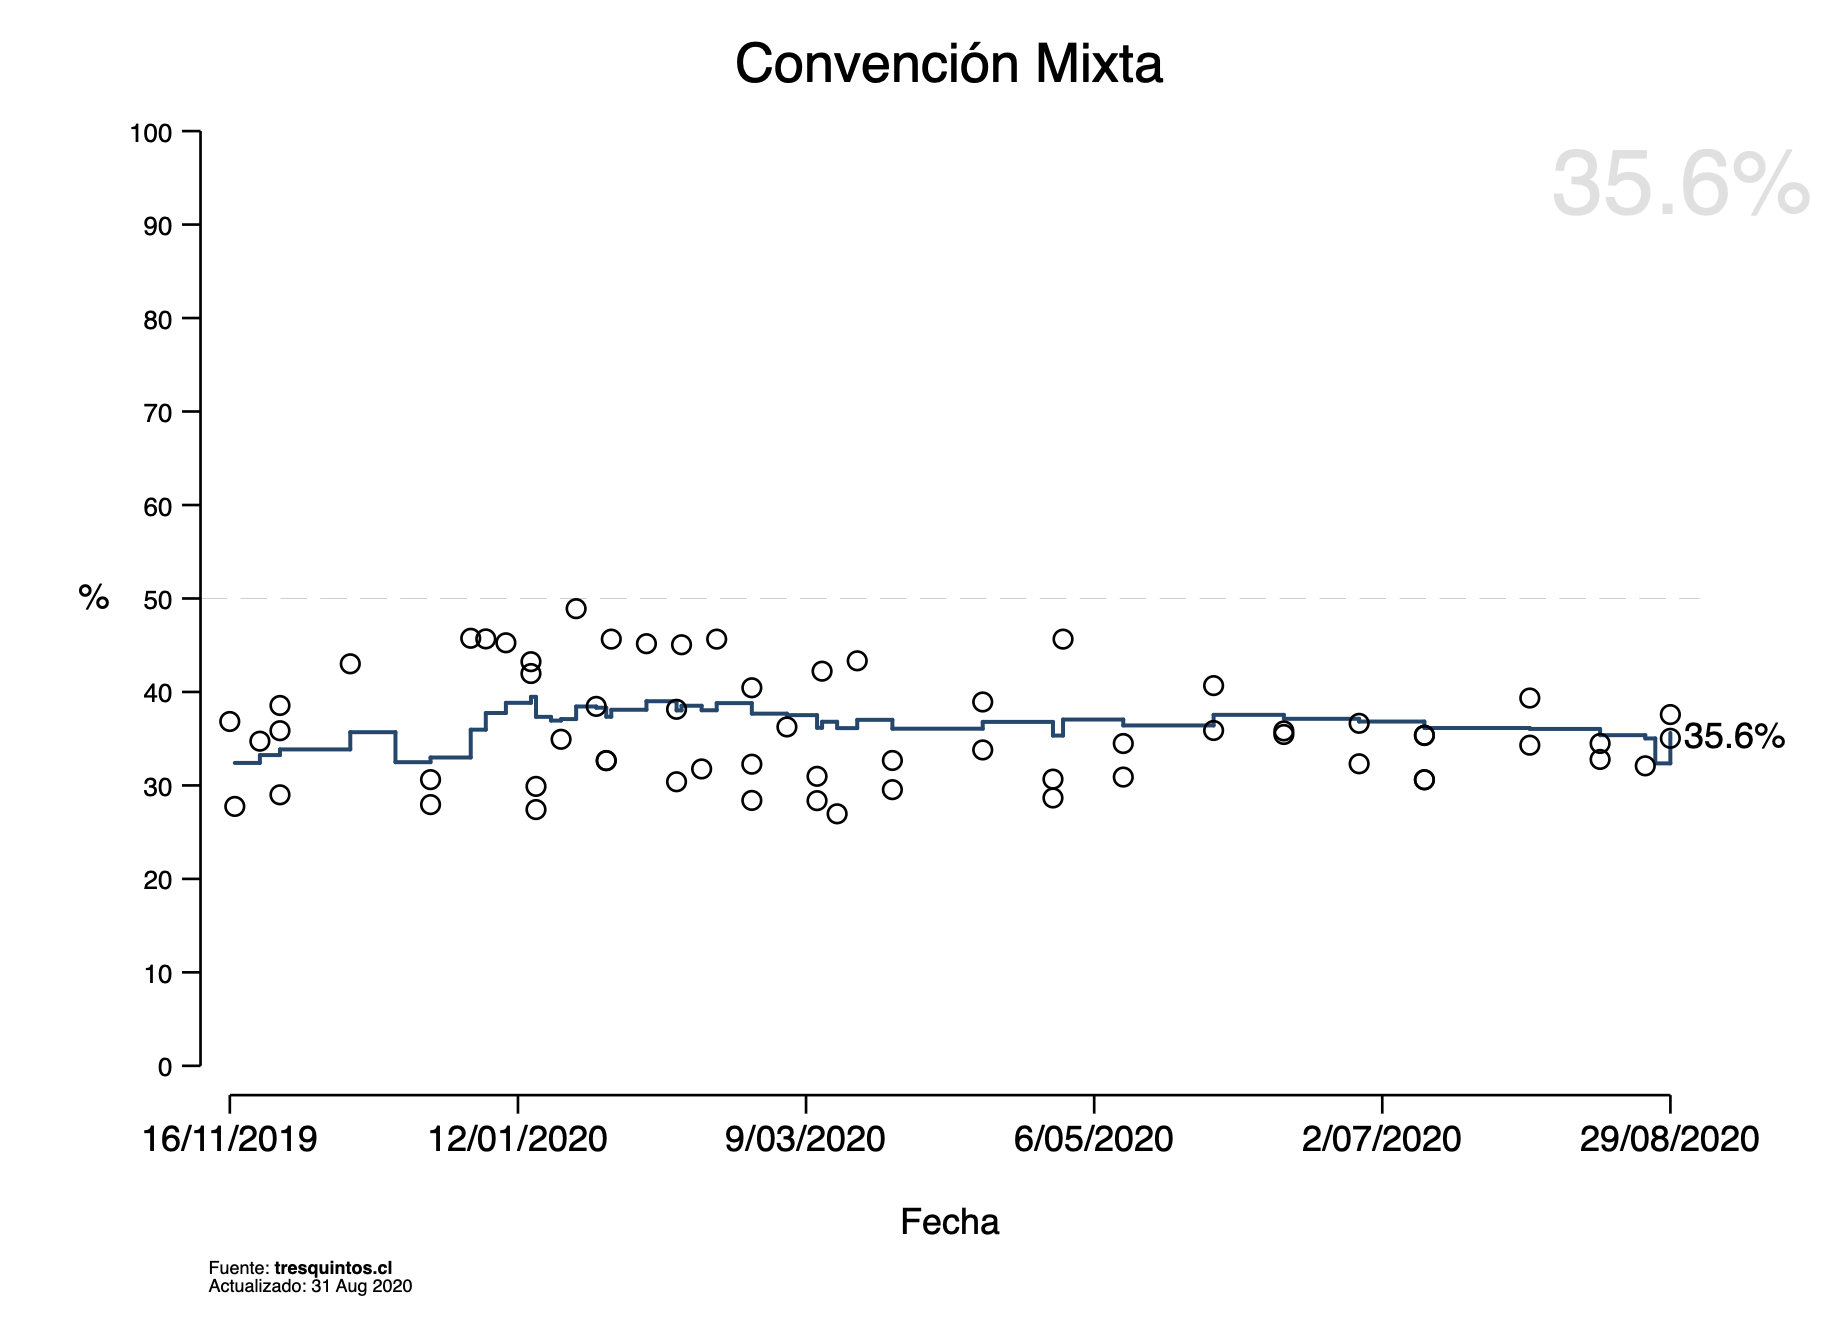 Convención Mixta
35.6%
100
90
80
70
60
50
40
30
20
10
0
%
35.6%
16/11/2019 12/01/2020 9/03/2020 6/05/2020 2/07/2020 29/08/2020
Fecha
Fuente: tresquintos.cl
Actualizado: 31 Aug 2020